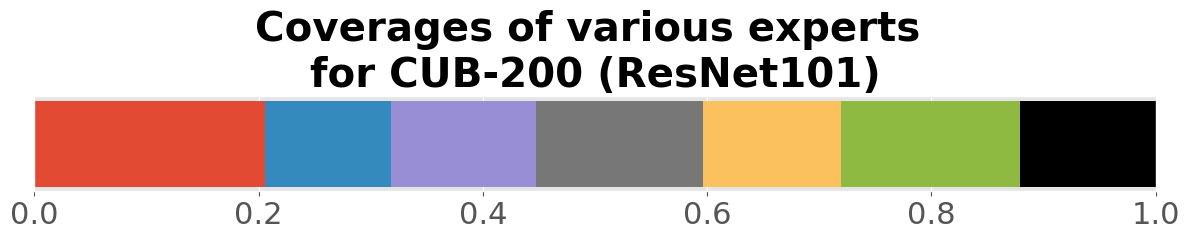 Coverages of various experts
for CUB-200 (ResNet101)
0.0 0.2 0.4 0.6 0.8 1.0